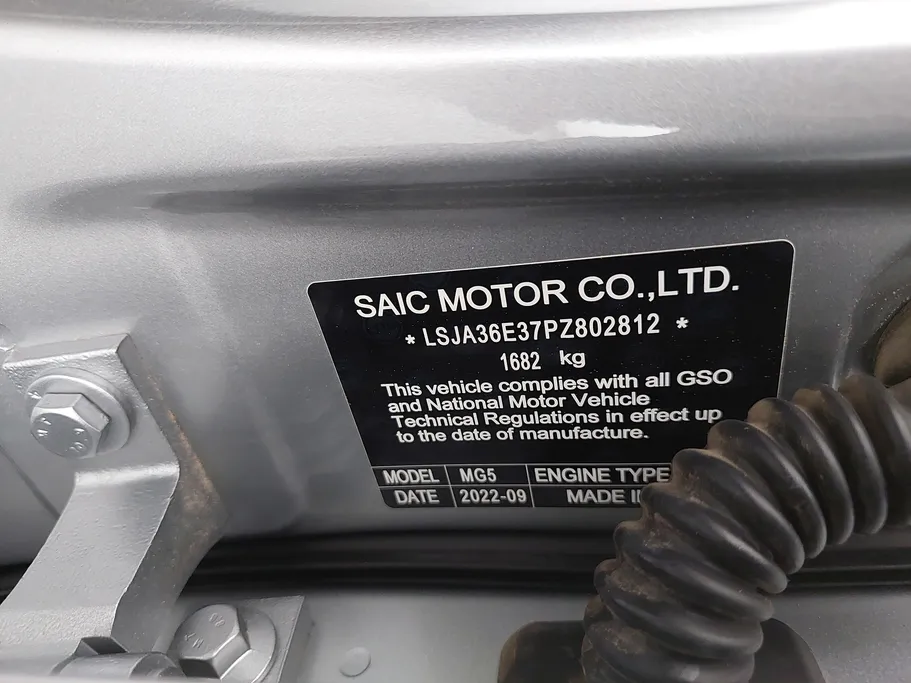 SAIC MOTOR CO.,LTD.
* LSJA36E37PZ802812 *
1682 kg
This vehicle complies with all GSO
and National Motor Vehicle
Technical Regulations in effect up
to the date of manufacture.
MODEL MG5 ENGINE TYPE
DATE 2022-09 MADE IN